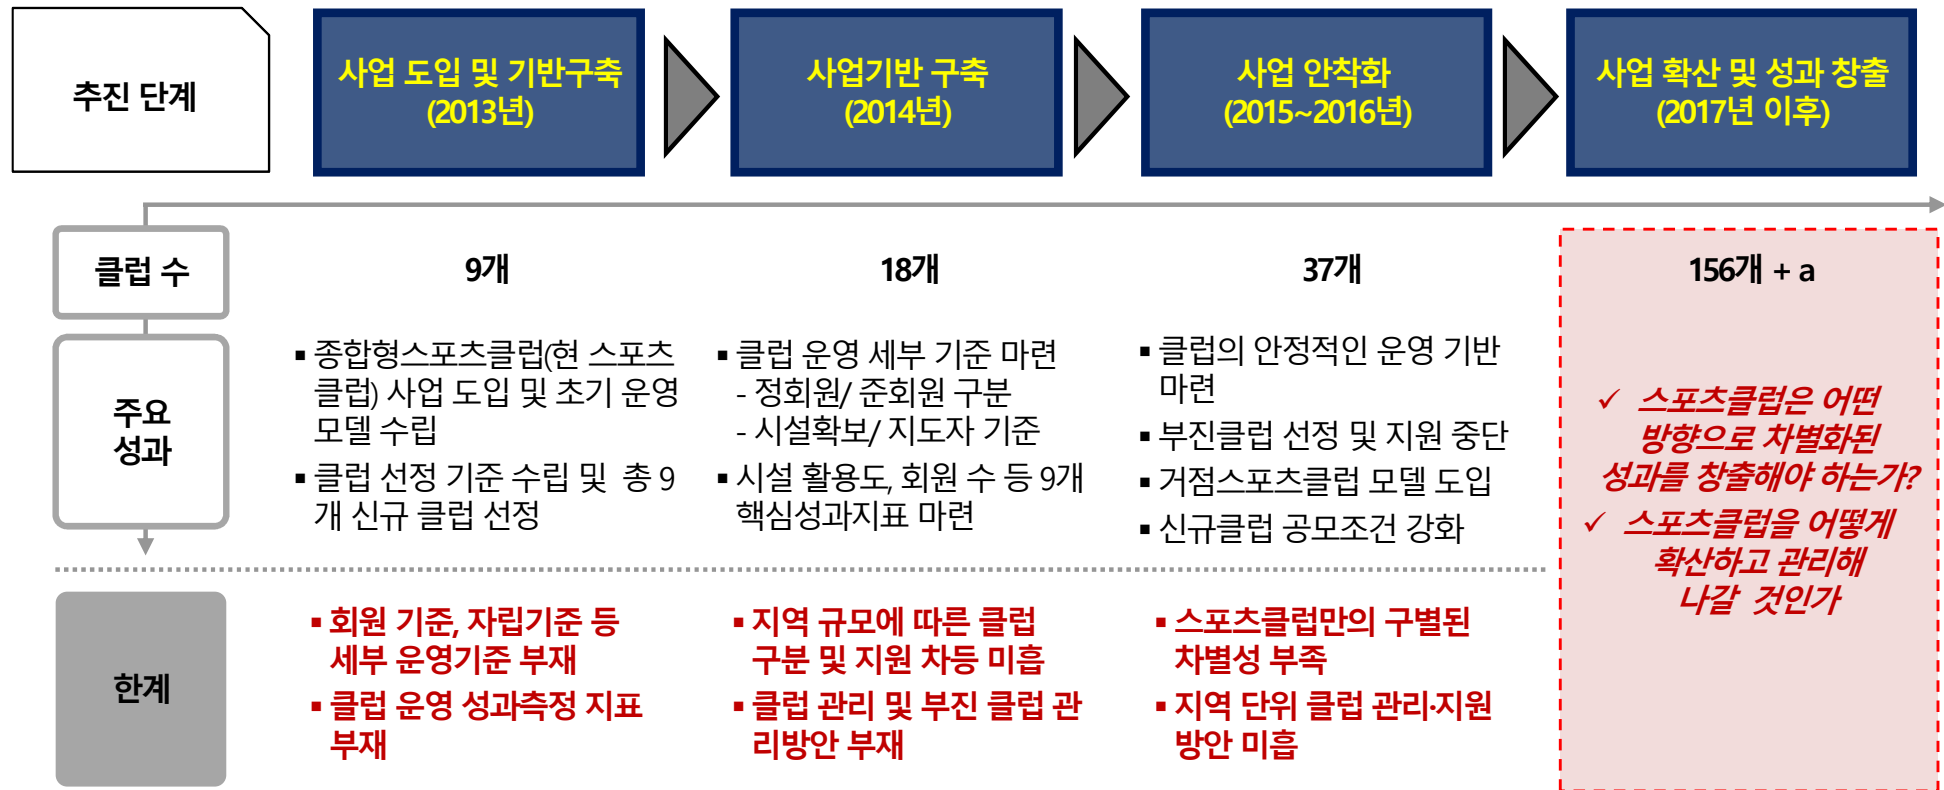 추진 단계
사업 도입 및 기반구축
(2013년)
사업기반 구축
(2014년)
사업 안착화
(2015~2016년)
사업 확산 및 성과 창출
(2017년 이후)
클럽 수
9개
18개
37개
156개 + a
주요
성과
▪ 종합형스포츠클럽(현 스포츠
클럽) 사업 도입 및 초기 운영
모델 수립
▪ 클럽 선정 기준 수립 및 총 9
개 신규 클럽 선정
▪ 클럽 운영 세부 기준 마련
- 정회원/ 준회원 구분
- 시설확보/ 지도자 기준
▪ 시설 활용도, 회원 수 등 9개
핵심성과지표 마련
▪ 클럽의 안정적인 운영 기반
마련
▪ 부진클럽 선정 및 지원 중단
▪ 거점스포츠클럽 모델 도입
▪ 신규클럽 공모조건 강화
✓ 스포츠클럽은 어떤
방향으로 차별화된
성과를 창출해야 하는가?
✓ 스포츠클럽을 어떻게
확산하고 관리해
나갈 것인가
한계
▪ 회원 기준, 자립기준 등
세부 운영기준 부재
▪ 클럽 운영 성과측정 지표
부재
▪ 지역 규모에 따른 클럽
구분 및 지원 차등 미흡
▪ 클럽 관리 및 부진 클럽 관
리방안 부재
▪ 스포츠클럽만의 구별된
차별성 부족
▪ 지역 단위 클럽 관리·지원
방안 미흡